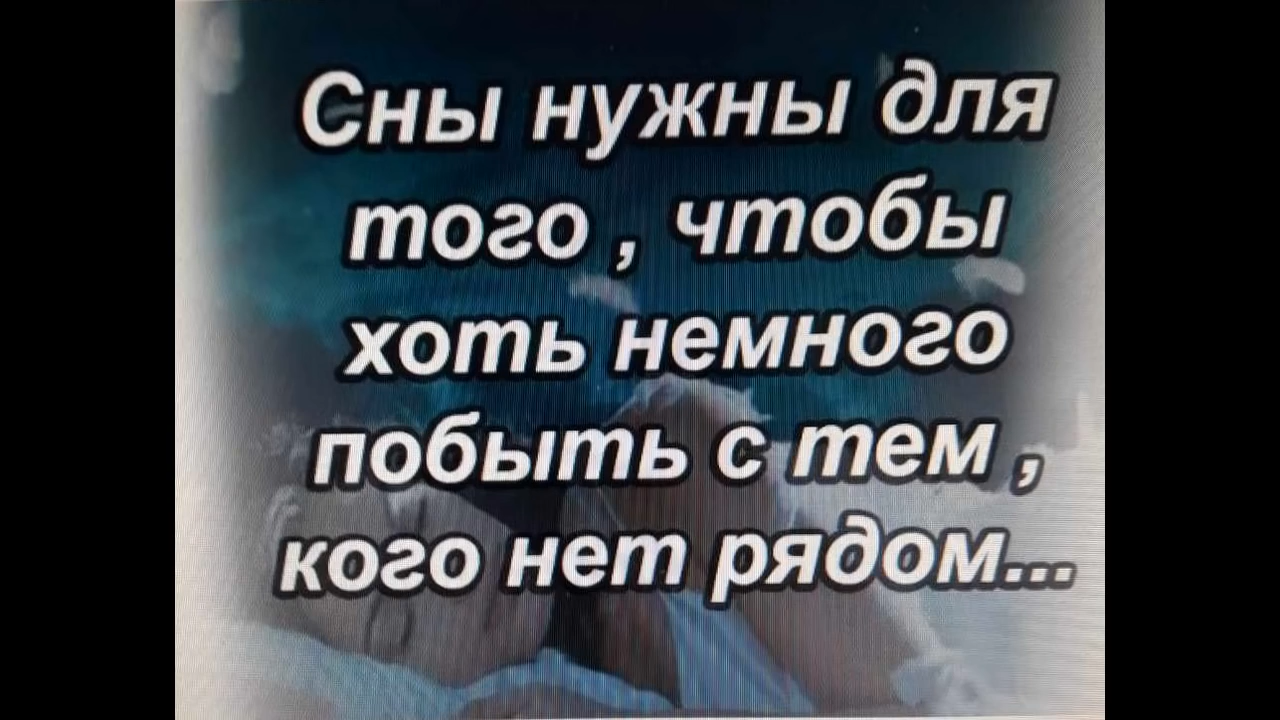 Сны нужны для
того , чтобы
хоть немного
побыть с тем ,
кого нет рядом...